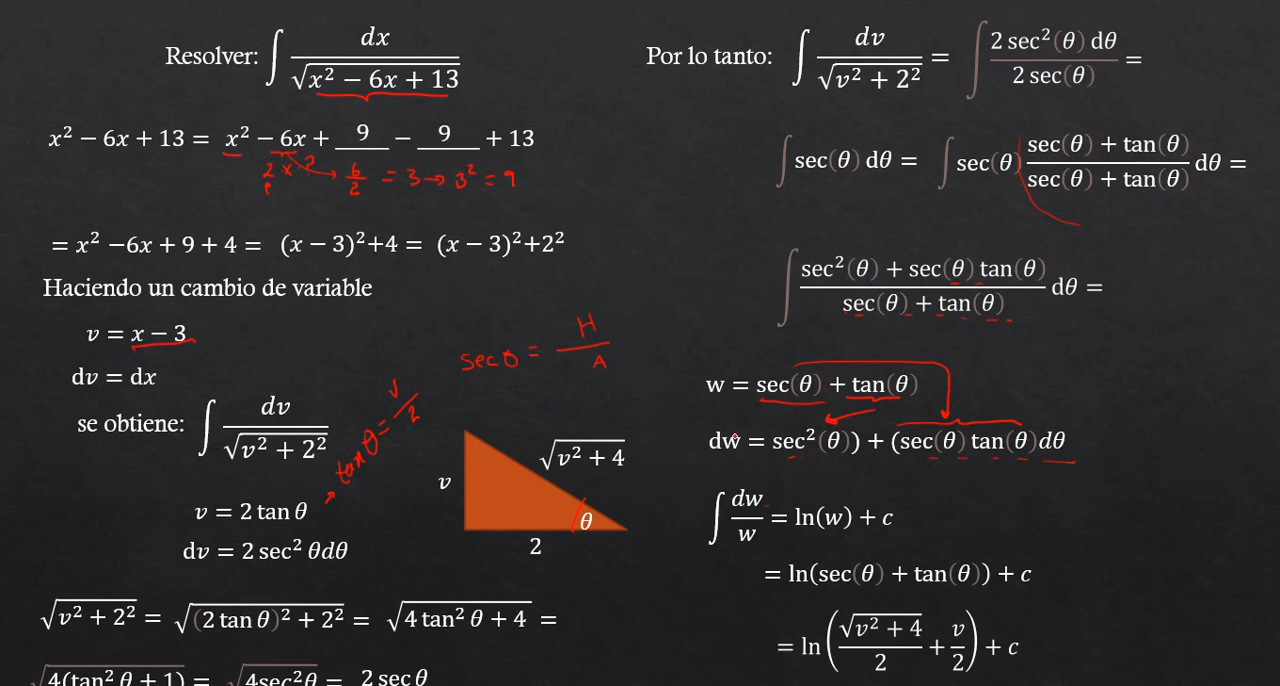 Resolver: ∫ dx / √(x² − 6x + 13)
x² − 6x + 13 = x² − 6x + 9 − 9 + 13
2 x ? → 6/2 = 3 → 3² = 9
= x² −6x + 9 + 4 = (x − 3)²+4 = (x − 3)²+2²
Haciendo un cambio de variable
v = x − 3
dv = dx
se obtiene: ∫ dv / √(v² + 2²)
v = 2 tan θ
dv = 2 sec² θdθ
tan θ = v/2
sec θ = H/A
√(v² + 4)
v
θ
2
√(v² + 2²) = √((2 tan θ)² + 2²) = √(4 tan² θ + 4) =
√(4(tan² θ + 1)) = √(4sec²θ) = 2 sec θ
Por lo tanto: ∫ dv / √(v² + 2²) = ∫ 2 sec²(θ) dθ / 2 sec(θ) =
∫ sec(θ) dθ = ∫ sec(θ) (sec(θ) + tan(θ)) / (sec(θ) + tan(θ)) dθ =
∫ (sec²(θ) + sec(θ) tan(θ)) / (sec(θ) + tan(θ)) dθ =
w = sec(θ) + tan(θ)
dw = sec²(θ)) + (sec(θ) tan(θ) dθ
∫ dw / w = ln(w) + c
= ln(sec(θ) + tan(θ)) + c
= ln(√(v² + 4) / 2 + v / 2) + c